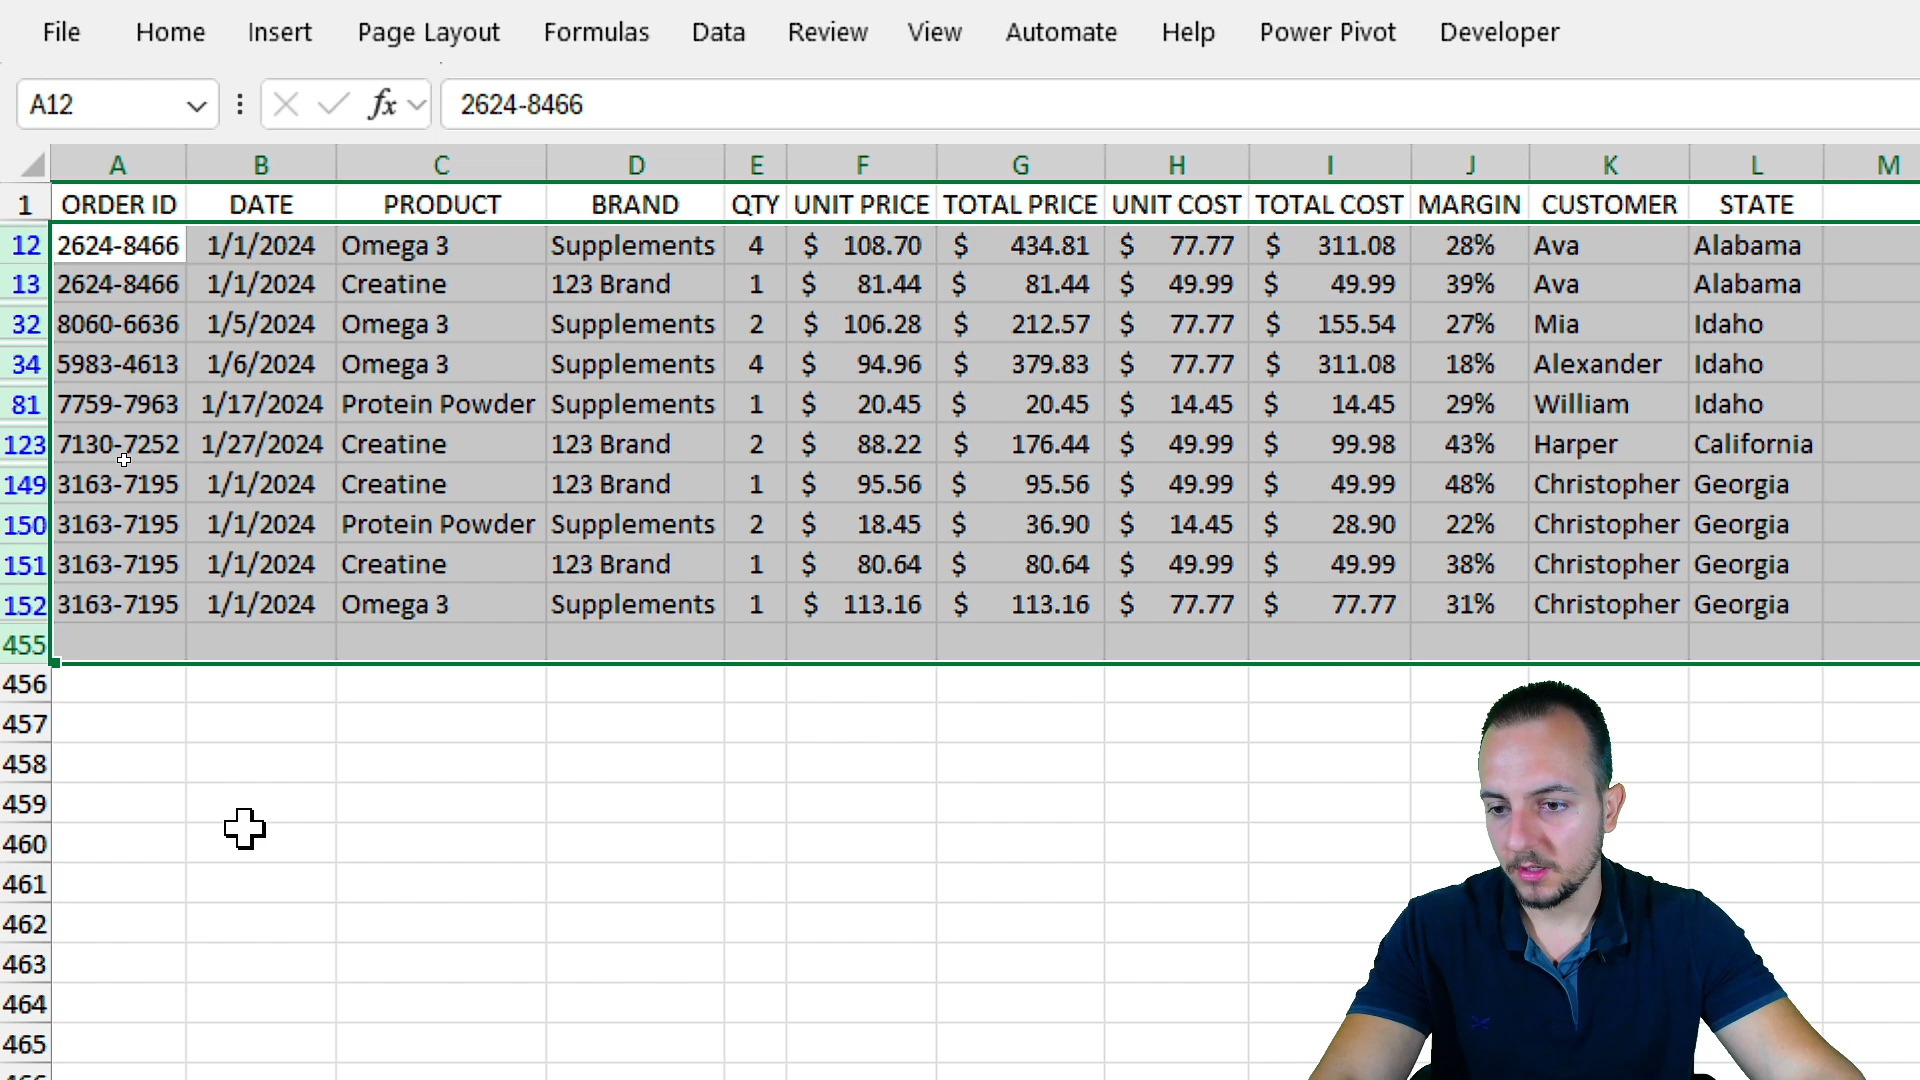 File Home Insert Page Layout Formulas Data Review View Automate Help Power Pivot Developer
A12 fx 2624-8466
A B C D E F G H I J K L M
1 ORDER ID DATE PRODUCT BRAND QTY UNIT PRICE TOTAL PRICE UNIT COST TOTAL COST MARGIN CUSTOMER STATE
12 2624-8466 1/1/2024 Omega 3 Supplements 4 $ 108.70 $ 434.81 $ 77.77 $ 311.08 28% Ava Alabama
13 2624-8466 1/1/2024 Creatine 123 Brand 1 $ 81.44 $ 81.44 $ 49.99 $ 49.99 39% Ava Alabama
32 8060-6636 1/5/2024 Omega 3 Supplements 2 $ 106.28 $ 212.57 $ 77.77 $ 155.54 27% Mia Idaho
34 5983-4613 1/6/2024 Omega 3 Supplements 4 $ 94.96 $ 379.83 $ 77.77 $ 311.08 18% Alexander Idaho
81 7759-7963 1/17/2024 Protein Powder Supplements 1 $ 20.45 $ 20.45 $ 14.45 $ 14.45 29% William Idaho
123 7130-7252 1/27/2024 Creatine 123 Brand 2 $ 88.22 $ 176.44 $ 49.99 $ 99.98 43% Harper California
149 3163-7195 1/1/2024 Creatine 123 Brand 1 $ 95.56 $ 95.56 $ 49.99 $ 49.99 48% Christopher Georgia
150 3163-7195 1/1/2024 Protein Powder Supplements 2 $ 18.45 $ 36.90 $ 14.45 $ 28.90 22% Christopher Georgia
151 3163-7195 1/1/2024 Creatine 123 Brand 1 $ 80.64 $ 80.64 $ 49.99 $ 49.99 38% Christopher Georgia
152 3163-7195 1/1/2024 Omega 3 Supplements 1 $ 113.16 $ 113.16 $ 77.77 $ 77.77 31% Christopher Georgia
455
456
457
458
459
460
461
462
463
464
465